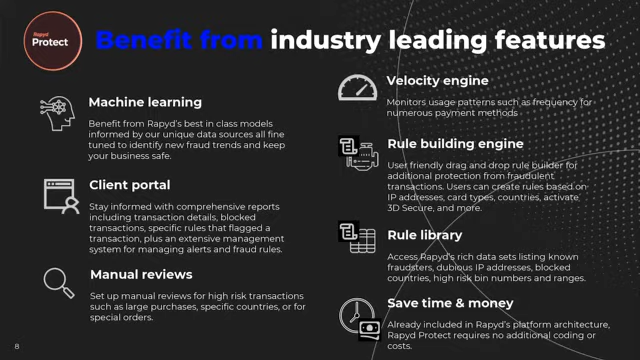 Rapyd
Protect
Benefit from industry leading features
Machine learning
Benefit from Rapyd's best in class models
informed by our unique data sources all fine
tuned to identify new fraud trends and keep
your business safe.
Client portal
Stay informed with comprehensive reports
including transaction details, blocked
transactions, specific rules that flagged a
transaction, plus an extensive management
system for managing alerts and fraud rules.
Manual reviews
Set up manual reviews for high risk transactions
such as large purchases, specific countries, or for
special orders.
Velocity engine
Monitors usage patterns such as frequency for
numerous payment methods
Rule building engine
User friendly drag and drop rule builder for
additional protection from fraudulent
transactions. Users can create rules based on
IP addresses, card types, countries, activate
3D Secure, and more.
Rule library
Access Rapyd's rich data sets listing known
fraudsters, dubious IP addresses, blocked
countries, high risk bin numbers and ranges.
Save time & money
Already included in Rapyd's platform architecture,
Rapyd Protect requires no additional coding or
costs.
8